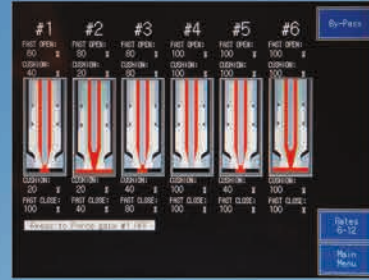 By-Pass
#1 #2 #3 #4 #5 #6
FAST OPEN: FAST OPEN: FAST OPEN: FAST OPEN: FAST OPEN: FAST OPEN:
60 % 80 % 80 % 100 % 100 % 100 %
CUSHION: CUSHION: CUSHION: CUSHION: CUSHION: CUSHION:
40 % 20 % 80 % 100 % 100 % 100 %
CUSHION: CUSHION: CUSHION: CUSHION: CUSHION: CUSHION:
20 % 20 % 40 % 100 % 40 % 100 %
FAST CLOSE: FAST CLOSE: FAST CLOSE: FAST CLOSE: FAST CLOSE: FAST CLOSE:
100 % 40 % 80 % 100 % 100 % 100 %
Gates
6-12
Main
Menu